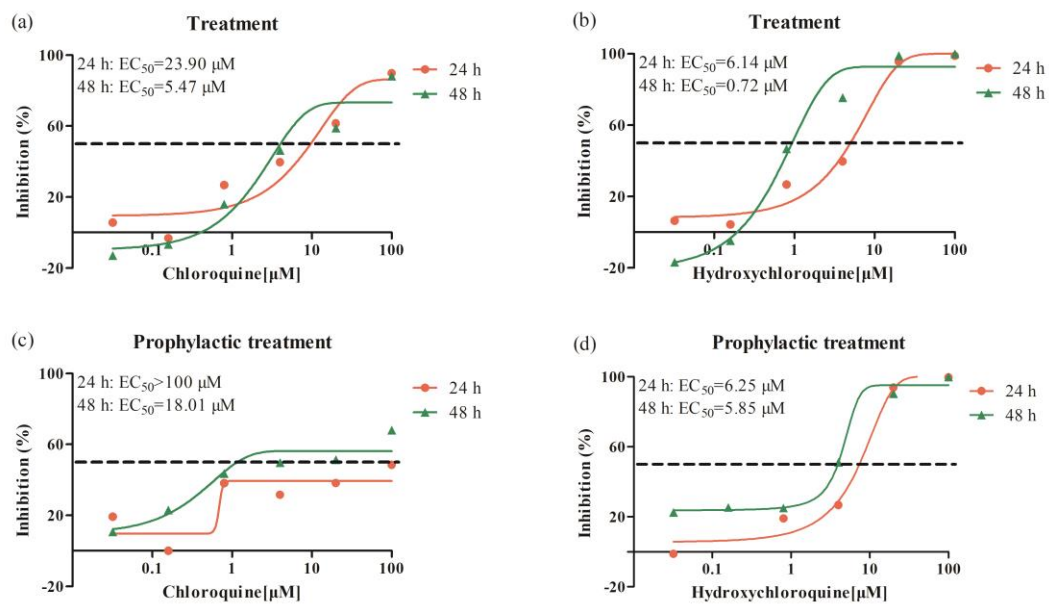 (a)
Treatment
24 h: EC50=23.90 μM
48 h: EC50=5.47 μM
24 h
48 h
Inhibition (%)
100
60
20
-20
0.1
1
10
100
Chloroquine[μM]
(b)
Treatment
24 h: EC50=6.14 μM
48 h: EC50=0.72 μM
24 h
48 h
Inhibition (%)
100
60
20
-20
0.1
1
10
100
Hydroxychloroquine[μM]
(c)
Prophylactic treatment
24 h: EC50>100 μM
48 h: EC50=18.01 μM
24 h
48 h
Inhibition (%)
100
60
20
-20
0.1
1
10
100
Chloroquine[μM]
(d)
Prophylactic treatment
24 h: EC50=6.25 μM
48 h: EC50=5.85 μM
24 h
48 h
Inhibition (%)
100
60
20
-20
0.1
1
10
100
Hydroxychloroquine[μM]